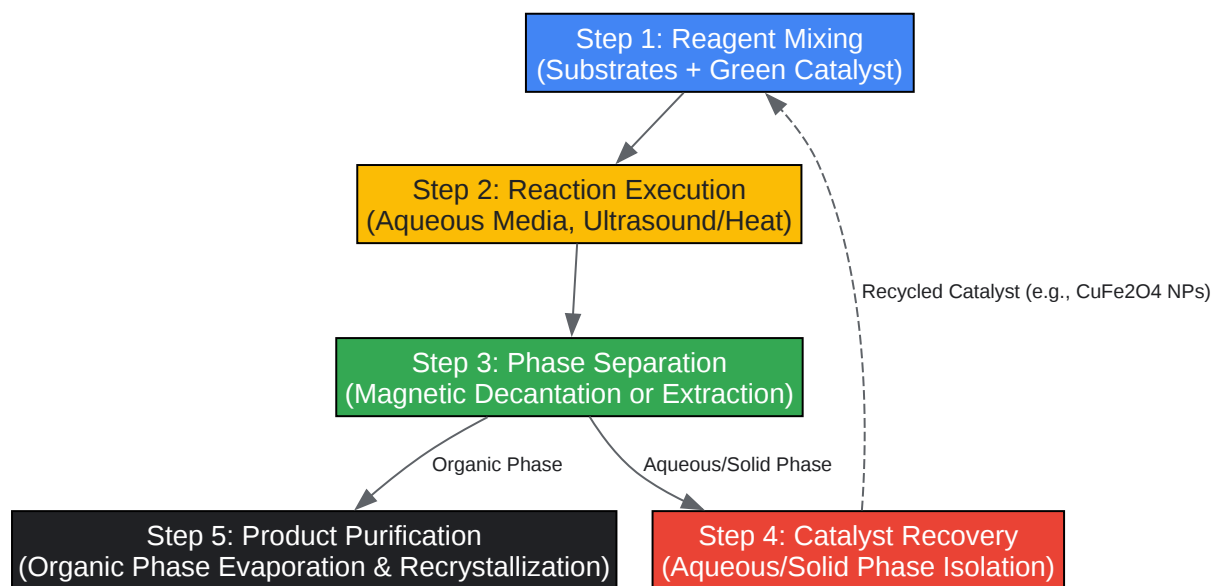 Step 1: Reagent Mixing
(Substrates + Green Catalyst)
Step 2: Reaction Execution
(Aqueous Media, Ultrasound/Heat)
Recycled Catalyst (e.g., CuFe2O4 NPs)
Step 3: Phase Separation
(Magnetic Decantation or Extraction)
Organic Phase
Aqueous/Solid Phase
Step 5: Product Purification
(Organic Phase Evaporation & Recrystallization)
Step 4: Catalyst Recovery
(Aqueous/Solid Phase Isolation)